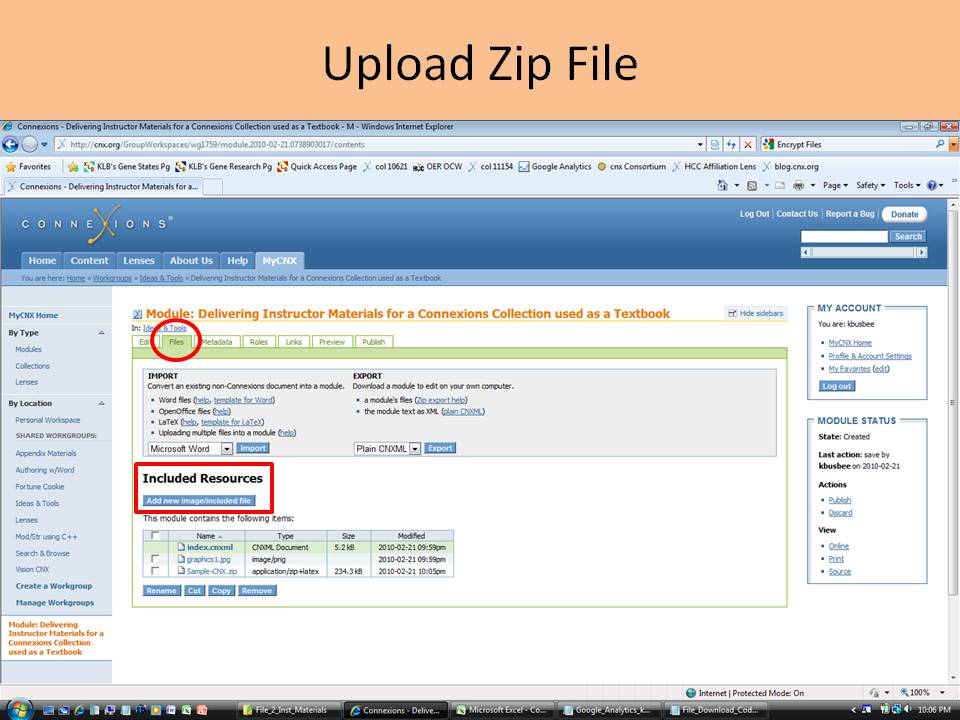 Upload Zip File
Connexions - Delivering Instructor Materials for a Connexions Collection used as a Textbook - M - Windows Internet Explorer
http://cnx.org/GroupWorkspaces/wg1759/module.2010-02-21.0738903017/contents
Encrypt Files
Favorites KLB's Gene States Pg KLB's Gene Research Pg Quick Access Page col10621 OER OCW col11154 Google Analytics cnx Consortium HCC Affiliation Lens blog.cnx.org
Connexions - Delivering Instructor Materials for a...
Page Safety Tools
CONNEXIONS®
Log Out | Contact Us | Report a Bug | Donate
Search
Home Content Lenses About Us Help MyCNX
You are here: Home » Workgroups » Ideas & Tools » Delivering Instructor Materials for a Connexions Collection used as a Textbook
MyCNX Home
By Type
Modules
Collections
Lenses
By Location
Personal Workspace
SHARED WORKGROUPS:
Appendix Materials
Authoring w/Word
Fortune Cookie
Ideas & Tools
Lenses
Mod/Str using C++
Search & Browse
Vision CNX
Create a Workgroup
Manage Workgroups
Module: Delivering
Instructor Materials for a
Connexions Collection
used as a Textbook
Module: Delivering Instructor Materials for a Connexions Collection used as a Textbook
Hide sidebars
In: Ideas & Tools
Edit Files Metadata Roles Links Preview Publish
IMPORT
Convert an existing non-Connexions document into a module.
Word files (help, template for Word)
OpenOffice files (help)
LaTeX (help, template for LaTeX)
Uploading multiple files into a module (help)
Microsoft Word Import
EXPORT
Download a module to edit on your own computer.
a module's files (Zip export help)
the module text as XML (plain CNXML)
Plain CNXML Export
Included Resources
Add new image/included file
This module contains the following items:
Name Type Size Modified
index.cnxml CNXML Document 5.2 kB 2010-02-21 09:59pm
graphics1.jpg image/png 2010-02-21 09:59pm
Sample-CNX.zip application/zip+latex 234.3 kB 2010-02-21 10:05pm
Rename Cut Copy Remove
MY ACCOUNT
You are: kbusbee
MyCNX Home
Profile & Account Settings
My Favorites (edit)
Log out
MODULE STATUS
State: Created
Last action: save by
kbusbee on 2010-02-21
Actions
Publish
Discard
View
Online
Print
Source
Internet | Protected Mode: On
100%
File_2_Inst_Materials
Connexions - Delive...
Microsoft Excel - Co...
Google_Analytics_k...
File_Download_Cod...
10:06 PM